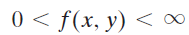 0 < f(x, y) < ∞